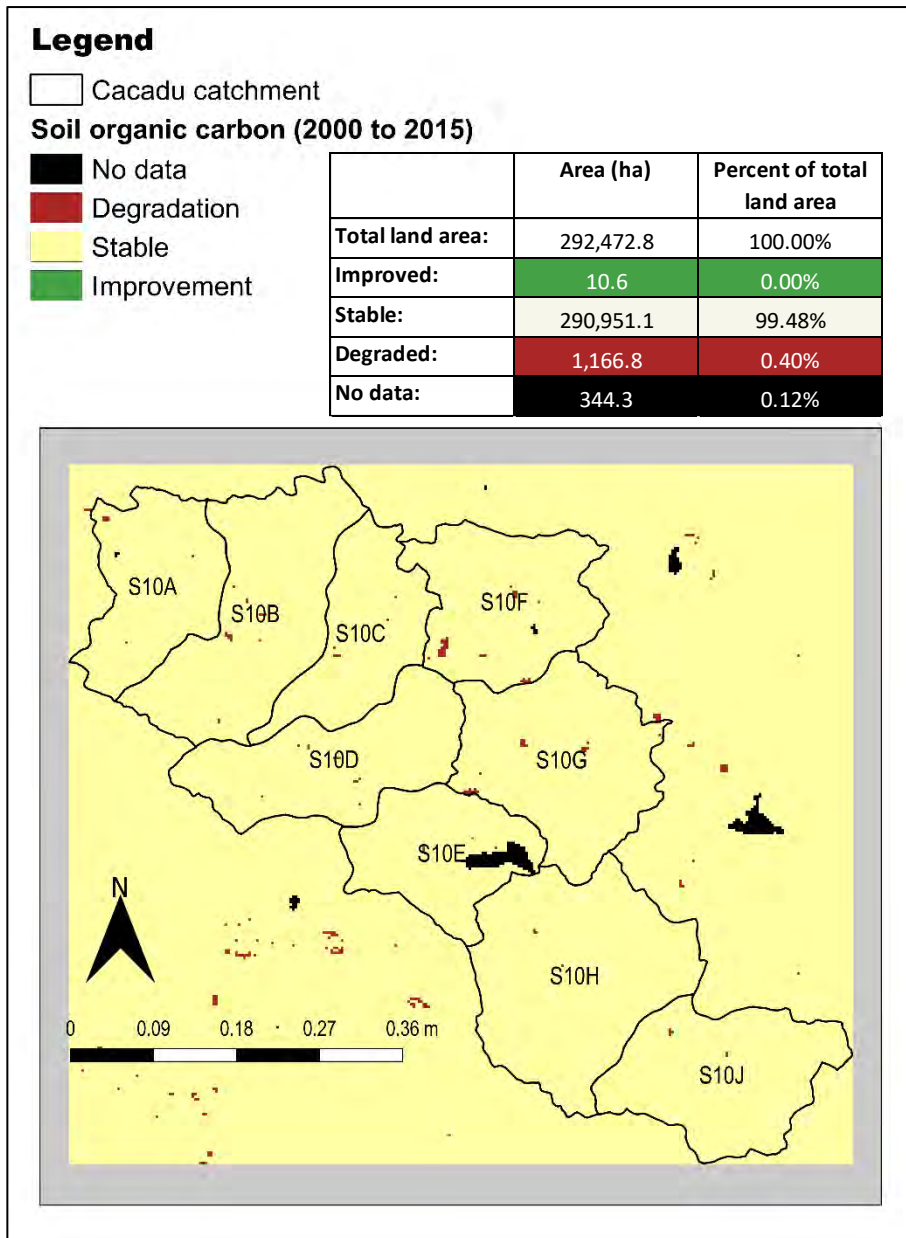 Legend
Cacadu catchment
Soil organic carbon (2000 to 2015)
No data
Degradation
Stable
Improvement
Area (ha) Percent of total
land area
Total land area: 292,472.8 100.00%
Improved: 10.6 0.00%
Stable: 290,951.1 99.48%
Degraded: 1,166.8 0.40%
No data: 344.3 0.12%
S10A
S10B
S10C
S10F
S10D
S10G
S10E
N
S10H
0 0.09 0.18 0.27 0.36 m
S10J